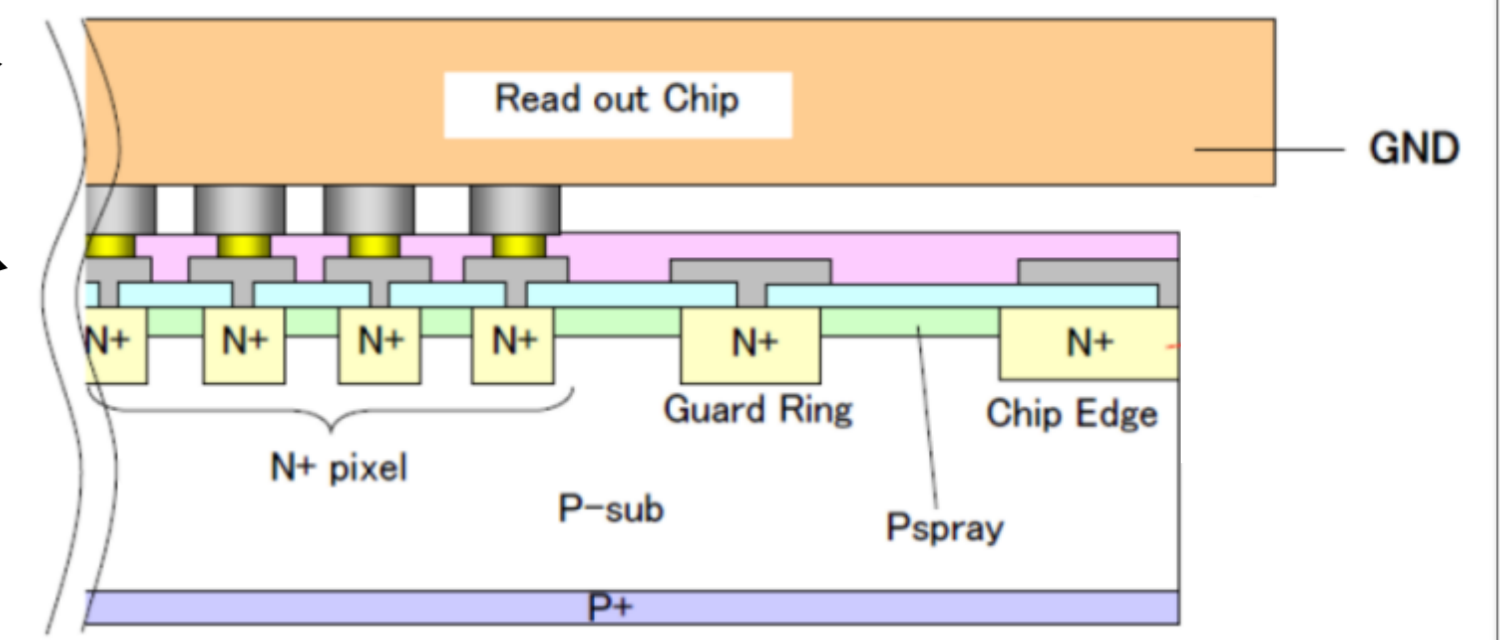 Read out Chip
GND
N+ N+ N+ N+ N+ N+
Guard Ring
Chip Edge
N+ pixel
P-sub
Pspray
P+